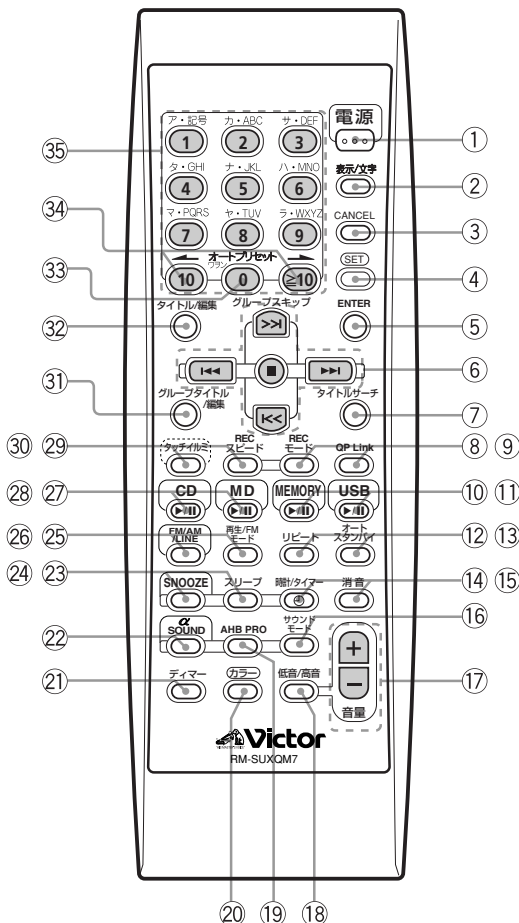 ア・記号 カ・ABC サ・DEF 電源
1 2 3 ①
㉟ 表示/文字 ②
タ・GHI ナ・JKL ハ・MNO
4 5 6
CANCEL ③
㉞ マ・PQRS ヤ・TUV ラ・WXYZ
7 8 9
SET ④
オートプリセット
ワヲン
㉝ 10 0 ≧10
タイトル/編集 グループスキップ ENTER
㉜ ⑤
⑥
グループタイトル
/編集 タイトルサーチ
㉛ ⑦
REC
スピード
REC
モード
タッチイルミ QP Link
㉚ ㉙ ⑧ ⑨
CD MD MEMORY USB
㉘ ㉗ ⑩ ⑪
FM/AM
/LINE
再生/FM
モード
リピート
オート
スタンバイ
㉖ ㉕ ⑫ ⑬
SNOOZE スリープ 時計/タイマー 消音
㉔ ㉓ ⑭ ⑮
α
SOUND
AHB PRO
サウンド
モード
⑯
㉒
ディマー カラー 低音/高音
+
−
音量
㉑ ⑰
Victor
RM-SUXQM7
⑳ ⑲ ⑱